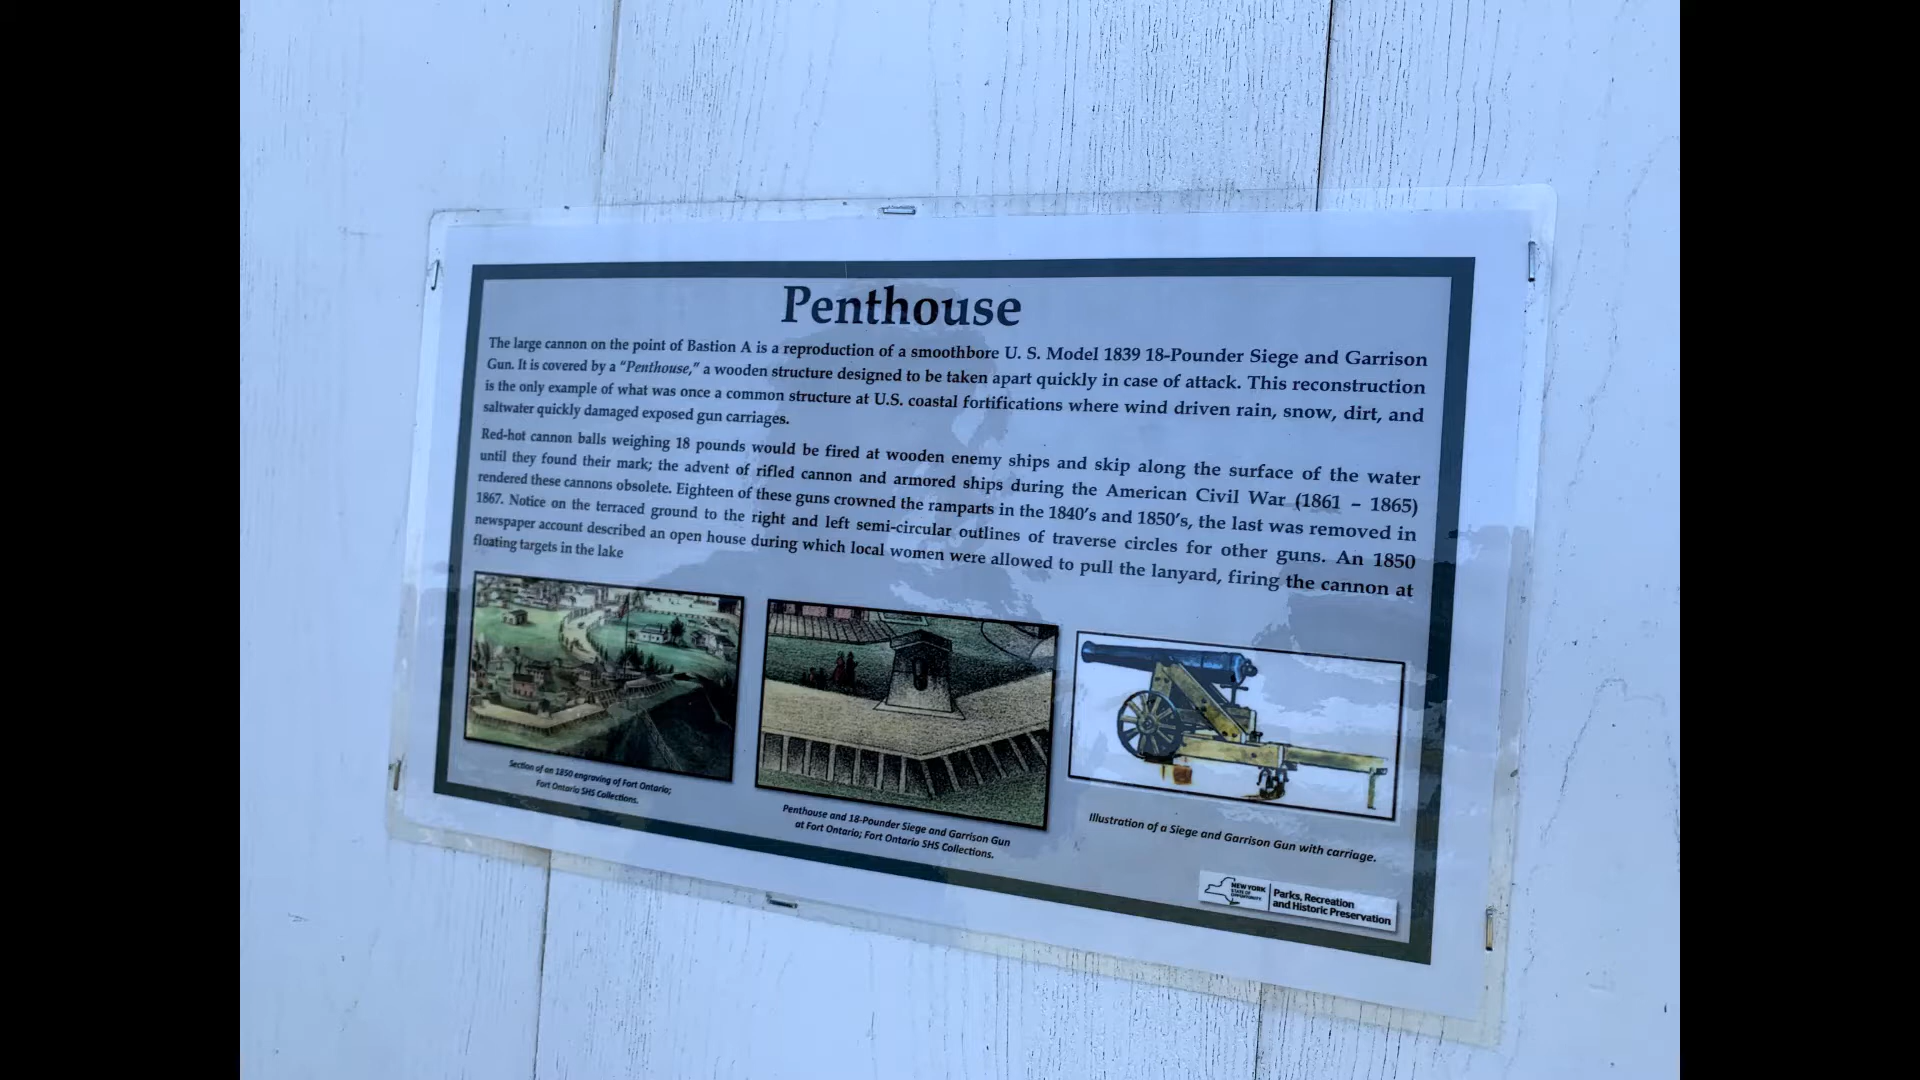 Penthouse
The large cannon on the point of Bastion A is a reproduction of a smoothbore U. S. Model 1839 18-Pounder Siege and Garrison
Gun. It is covered by a “Penthouse,” a wooden structure designed to be taken apart quickly in case of attack. This reconstruction
is the only example of what was once a common structure at U.S. coastal fortifications where wind driven rain, snow, dirt, and
saltwater quickly damaged exposed gun carriages.
Red-hot cannon balls weighing 18 pounds would be fired at wooden enemy ships and skip along the surface of the water
until they found their mark; the advent of rifled cannon and armored ships during the American Civil War (1861 – 1865)
rendered these cannons obsolete. Eighteen of these guns crowned the ramparts in the 1840’s and 1850’s, the last was removed in
1867. Notice on the terraced ground to the right and left semi-circular outlines of traverse circles for other guns. An 1850
newspaper account described an open house during which local women were allowed to pull the lanyard, firing the cannon at
floating targets in the lake
Section of an 1850 engraving of Fort Ontario;
Fort Ontario SHS Collections.
Penthouse and 18-Pounder Siege and Garrison Gun
at Fort Ontario; Fort Ontario SHS Collections.
Illustration of a Siege and Garrison Gun with carriage.
NEW YORK
STATE OF
OPPORTUNITY
Parks, Recreation
and Historic Preservation